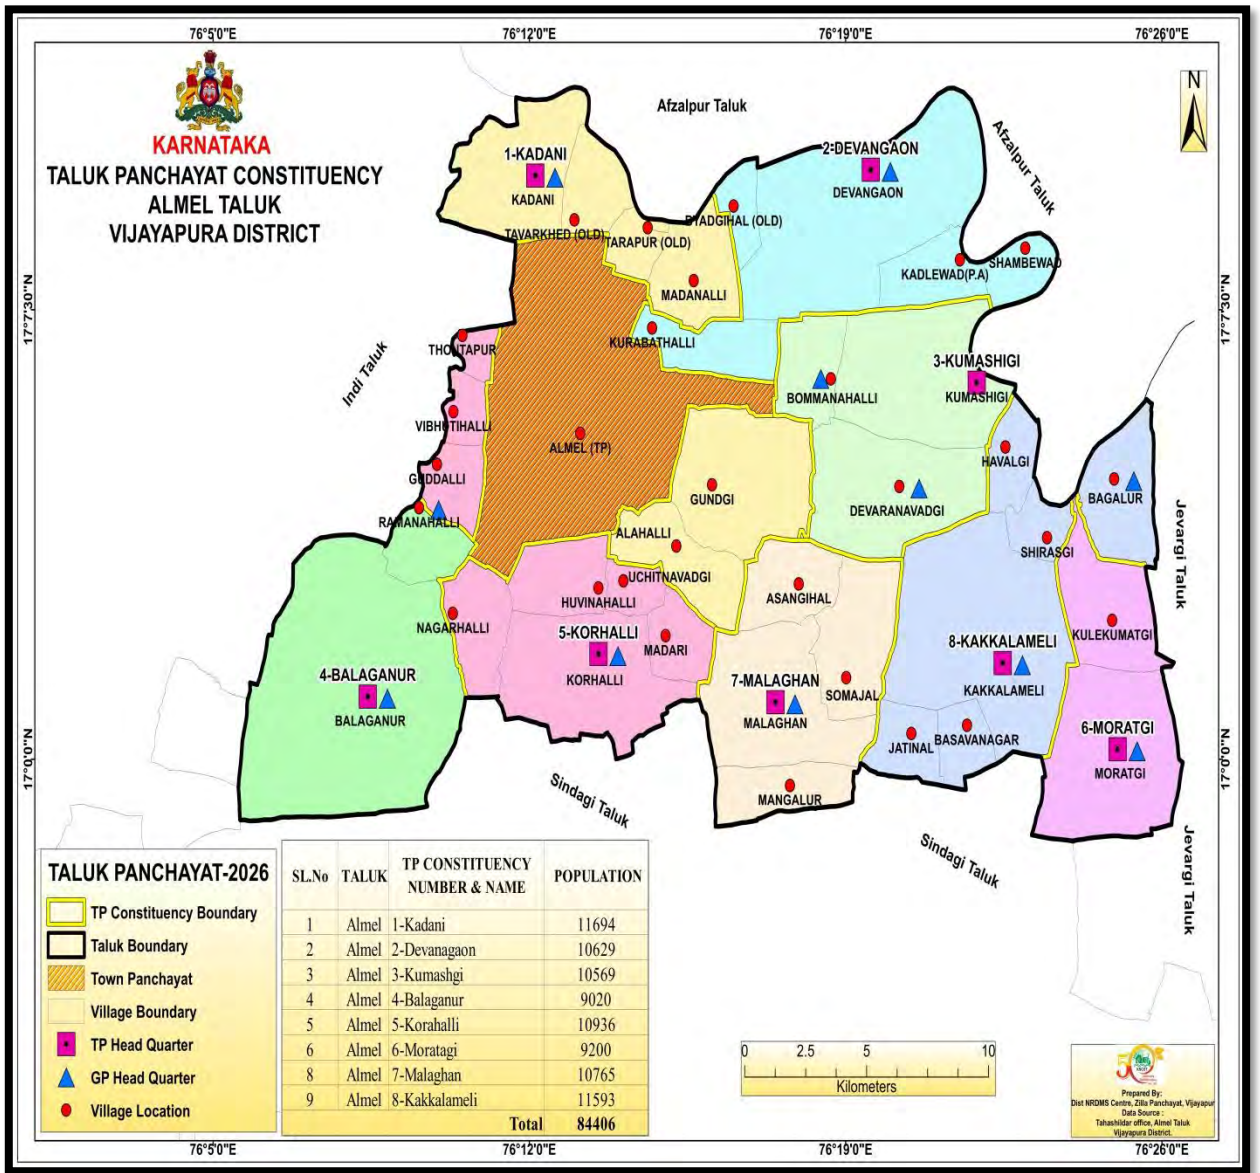 76°5'0"E 76°12'0"E 76°19'0"E 76°26'0"E
KARNATAKA
TALUK PANCHAYAT CONSTITUENCY
ALMEL TALUK
VIJAYAPURA DISTRICT
N
Afzalpur Taluk
Afzalpur Taluk
1-KADANI
KADANI
TAVARKHED (OLD)
TARAPUR (OLD)
MADANALLI
2-DEVANGAON
DEVANGAON
BYADGIHAL (OLD)
KADLEWAD(P.A)
SHAMBEWAD
17°7'30"N
17°7'30"N
KURABATHALLI
THONTAPUR
Indi Taluk
VIBHUTIHALLI
GUDDALLI
RAMANAHALLI
ALMEL (TP)
3-KUMASHIGI
KUMASHIGI
BOMMANAHALLI
DEVARANAVADGI
HAVALGI
BAGALUR
SHIRASGI
Jevargi Taluk
GUNDGI
ALAHALLI
UCHITNAVADGI
HUVINAHALLI
NAGARHALLI
5-KORHALLI
KORHALLI
MADARI
ASANGIHAL
SOMAJAL
7-MALAGHAN
MALAGHAN
MANGALUR
8-KAKKALAMELI
KAKKALAMELI
JATINAL
BASAVANAGAR
KULEKUMATGI
6-MORATGI
MORATGI
4-BALAGANUR
BALAGANUR
17°0'0"N
17°0'0"N
Sindagi Taluk
Sindagi Taluk
Jevargi Taluk
TALUK PANCHAYAT-2026
TP Constituency Boundary
Taluk Boundary
Town Panchayat
Village Boundary
TP Head Quarter
GP Head Quarter
Village Location
SL.No TALUK TP CONSTITUENCY NUMBER & NAME POPULATION
1 Almel 1-Kadani 11694
2 Almel 2-Devanagaon 10629
3 Almel 3-Kumashgi 10569
4 Almel 4-Balaganur 9020
5 Almel 5-Korahalli 10936
6 Almel 6-Moratagi 9200
8 Almel 7-Malaghan 10765
9 Almel 8-Kakkalameli 11593
Total 84406
0 2.5 5 10
Kilometers
Prepared By:
Dist NRDMS Centre, Zilla Panchayat, Vijayapur
Data Source :
Tahashildar office, Almel Taluk
Vijayapura District.
76°5'0"E 76°12'0"E 76°19'0"E 76°26'0"E